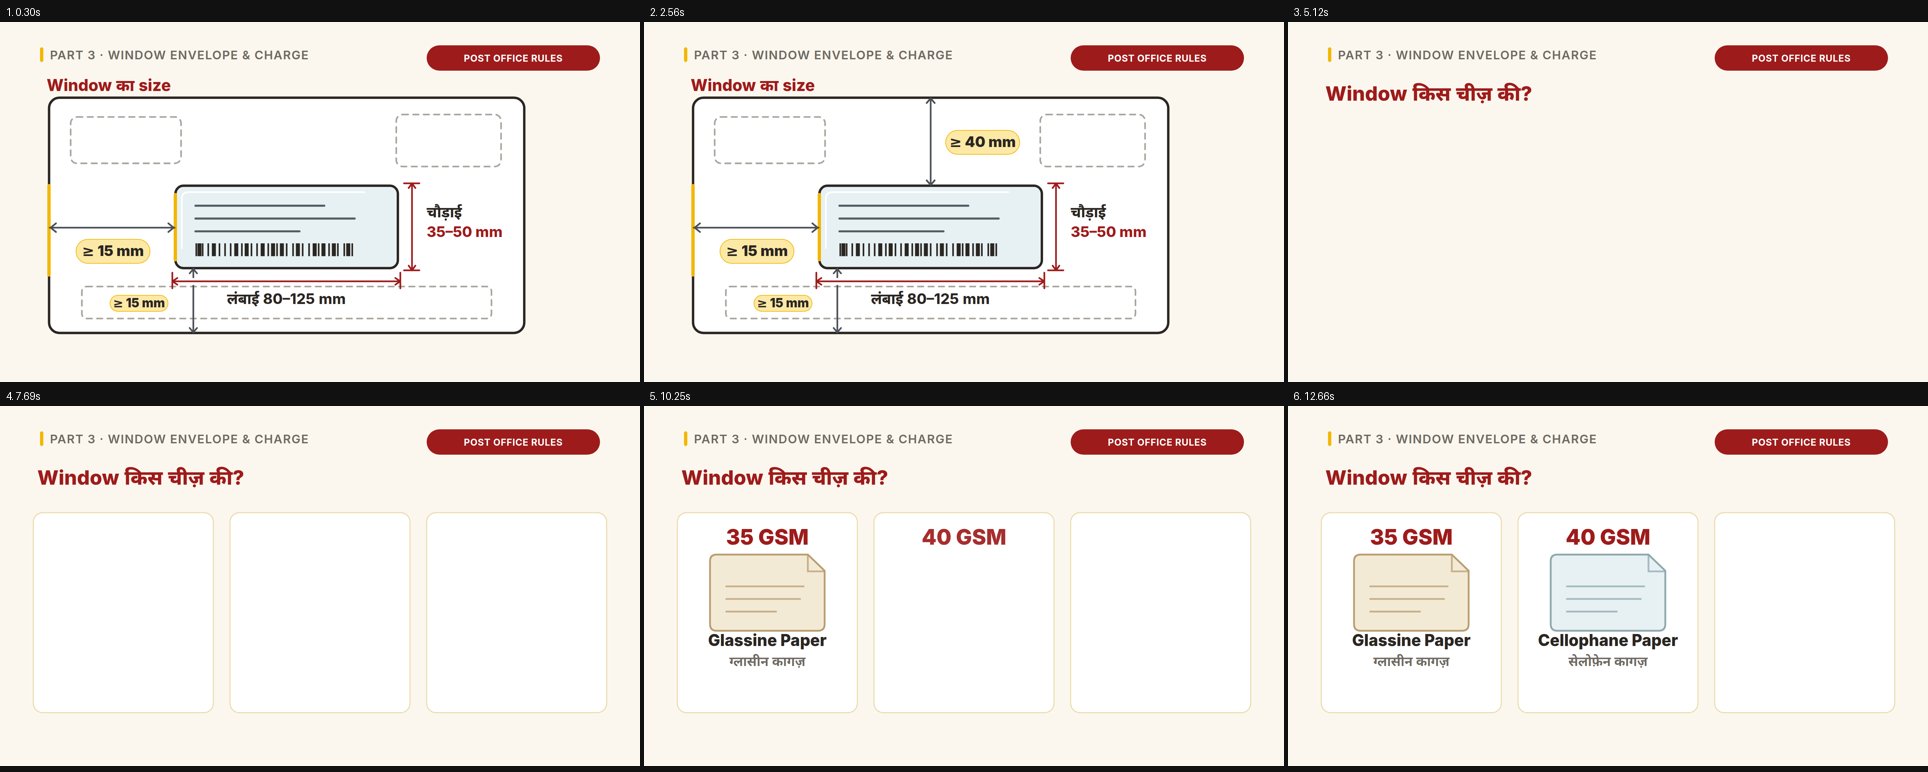 1. 0.30s
PART 3 · WINDOW ENVELOPE & CHARGE
POST OFFICE RULES
Window का size
≥ 15 mm
चौड़ाई
35–50 mm
≥ 15 mm
लंबाई 80–125 mm
2. 2.56s
PART 3 · WINDOW ENVELOPE & CHARGE
POST OFFICE RULES
Window का size
≥ 40 mm
≥ 15 mm
चौड़ाई
35–50 mm
≥ 15 mm
लंबाई 80–125 mm
3. 5.12s
PART 3 · WINDOW ENVELOPE & CHARGE
POST OFFICE RULES
Window किस चीज़ की?
4. 7.69s
PART 3 · WINDOW ENVELOPE & CHARGE
POST OFFICE RULES
Window किस चीज़ की?
5. 10.25s
PART 3 · WINDOW ENVELOPE & CHARGE
POST OFFICE RULES
Window किस चीज़ की?
35 GSM
Glassine Paper
ग्लासीन कागज़
40 GSM
6. 12.66s
PART 3 · WINDOW ENVELOPE & CHARGE
POST OFFICE RULES
Window किस चीज़ की?
35 GSM
Glassine Paper
ग्लासीन कागज़
40 GSM
Cellophane Paper
सेलोफ़ेन कागज़